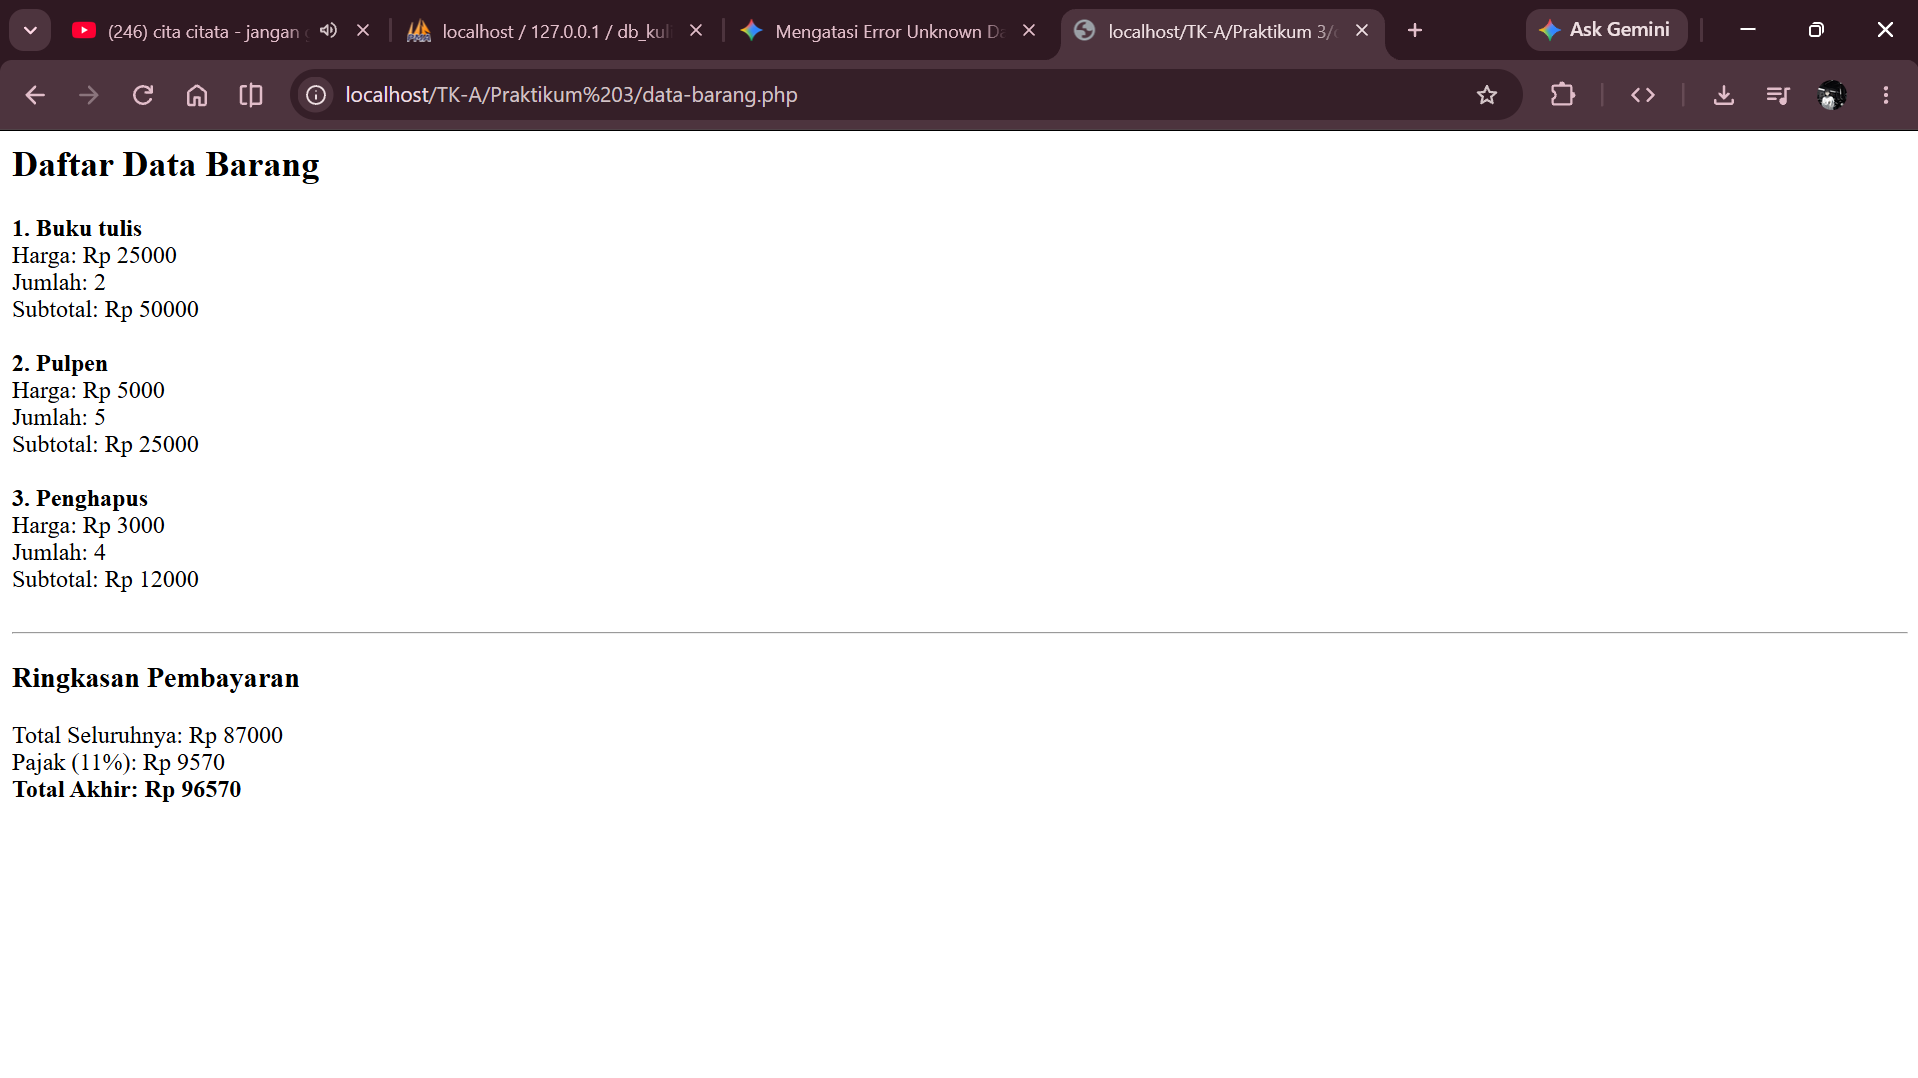 (246) cita citata - jangan
localhost / 127.0.0.1 / db_kul
Mengatasi Error Unknown Da
localhost/TK-A/Praktikum 3/
Ask Gemini
localhost/TK-A/Praktikum%203/data-barang.php
Daftar Data Barang
1. Buku tulis
Harga: Rp 25000
Jumlah: 2
Subtotal: Rp 50000
2. Pulpen
Harga: Rp 5000
Jumlah: 5
Subtotal: Rp 25000
3. Penghapus
Harga: Rp 3000
Jumlah: 4
Subtotal: Rp 12000
Ringkasan Pembayaran
Total Seluruhnya: Rp 87000
Pajak (11%): Rp 9570
Total Akhir: Rp 96570